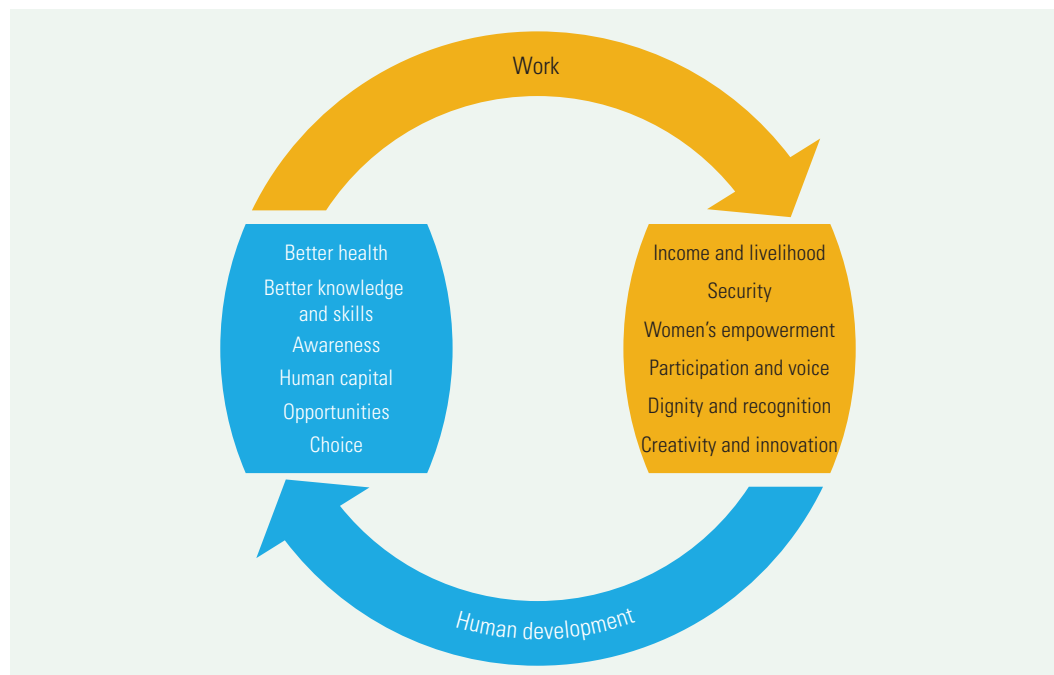 Work
Better health
Better knowledge
and skills
Awareness
Human capital
Opportunities
Choice
Income and livelihood
Security
Women’s empowerment
Participation and voice
Dignity and recognition
Creativity and innovation
Human development